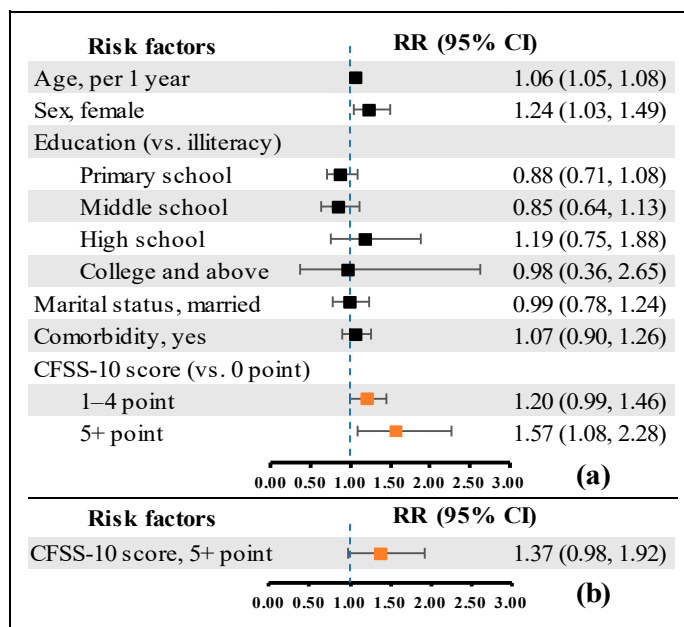 Risk factors RR (95% CI)
Age, per 1 year 1.06 (1.05, 1.08)
Sex, female 1.24 (1.03, 1.49)
Education (vs. illiteracy)
Primary school 0.88 (0.71, 1.08)
Middle school 0.85 (0.64, 1.13)
High school 1.19 (0.75, 1.88)
College and above 0.98 (0.36, 2.65)
Marital status, married 0.99 (0.78, 1.24)
Comorbidity, yes 1.07 (0.90, 1.26)
CFSS-10 score (vs. 0 point)
1–4 point 1.20 (0.99, 1.46)
5+ point 1.57 (1.08, 2.28)
0.00 0.50 1.00 1.50 2.00 2.50 3.00 (a)
Risk factors RR (95% CI)
CFSS-10 score, 5+ point 1.37 (0.98, 1.92)
0.00 0.50 1.00 1.50 2.00 2.50 3.00 (b)